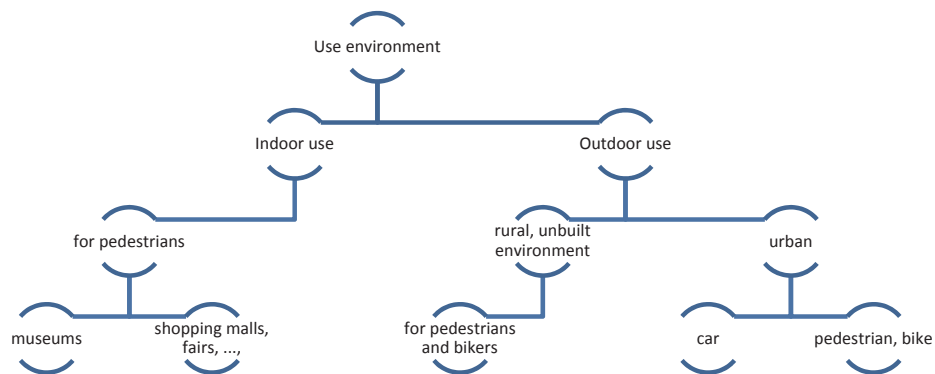 Use environment
Indoor use
Outdoor use
for pedestrians
rural, unbuilt
environment
urban
museums
shopping malls,
fairs, ...,
for pedestrians
and bikers
car
pedestrian, bike